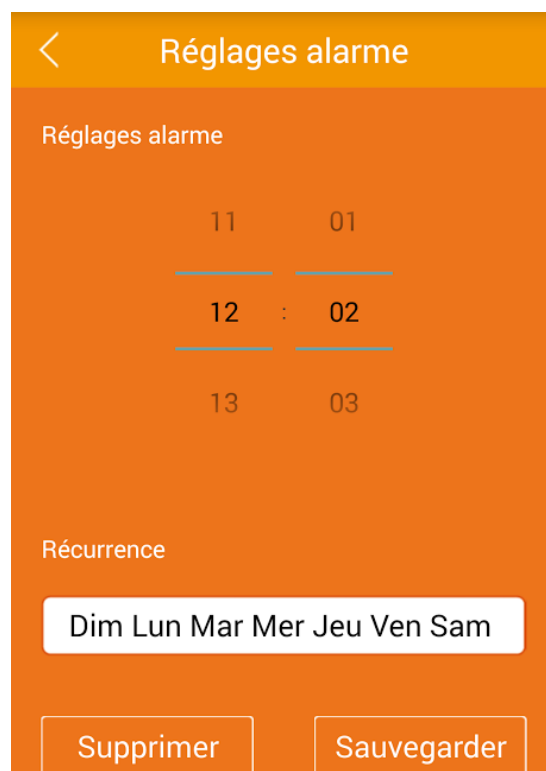 Réglages alarme
Réglages alarme
11 01
12 : 02
13 03
Récurrence
Dim Lun Mar Mer Jeu Ven Sam
Supprimer Sauvegarder